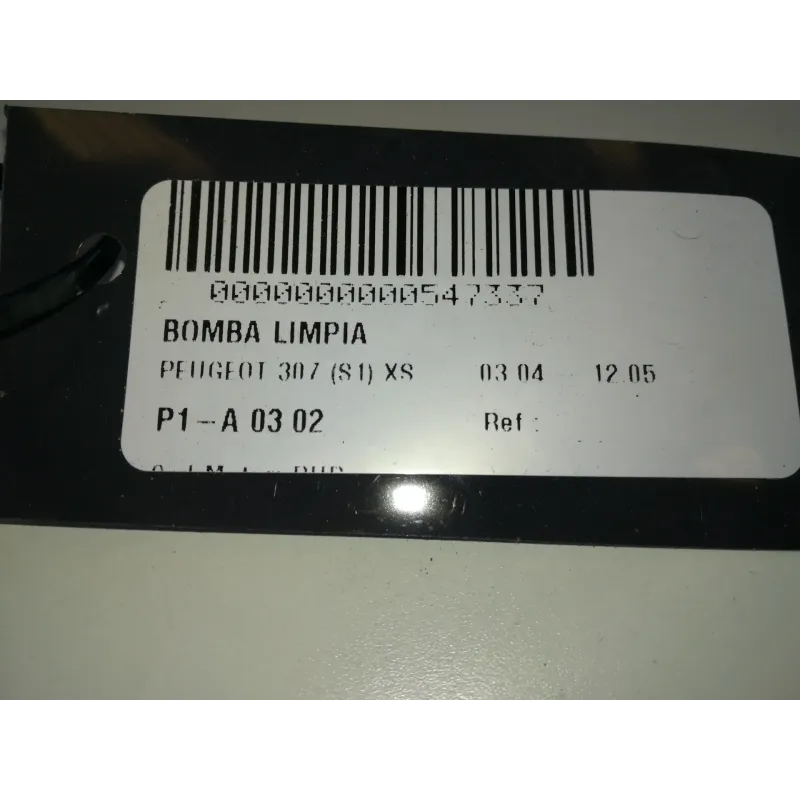 0000000000547337
BOMBA LIMPIA
PEUGEOT 307 (S1) XS 03.04 - 12.05
P1-A 03 02 Ref :